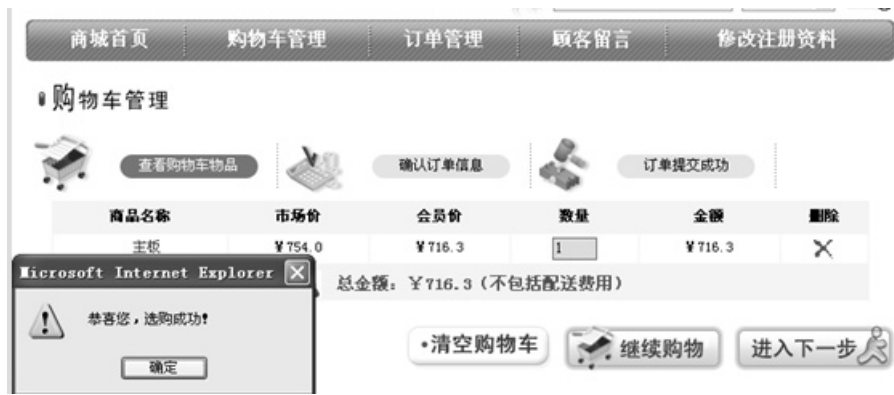 商城首页 购物车管理 订单管理 顾客留言 修改注册资料
购物车管理
查看购物车物品 确认订单信息 订单提交成功
商品名称 市场价 会员价 数量 金额 删除
主板 ￥754.0 ￥716.3 1 ￥716.3
Microsoft Internet Explorer
总金额：￥716.3（不包括配送费用）
恭喜您，选购成功!
确定
·清空购物车 继续购物 进入下一步